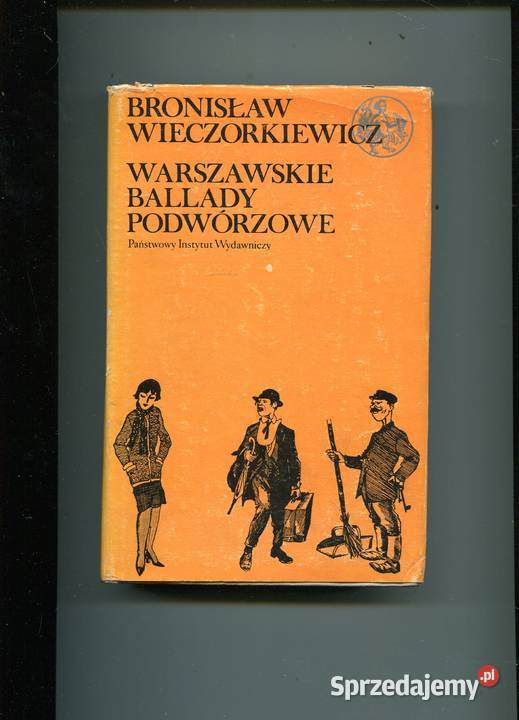 BRONISŁAW
WIECZORKIEWICZ
WARSZAWSKIE
BALLADY
PODWÓRZOWE
Państwowy Instytut Wydawniczy
Sprzedajemy.pl